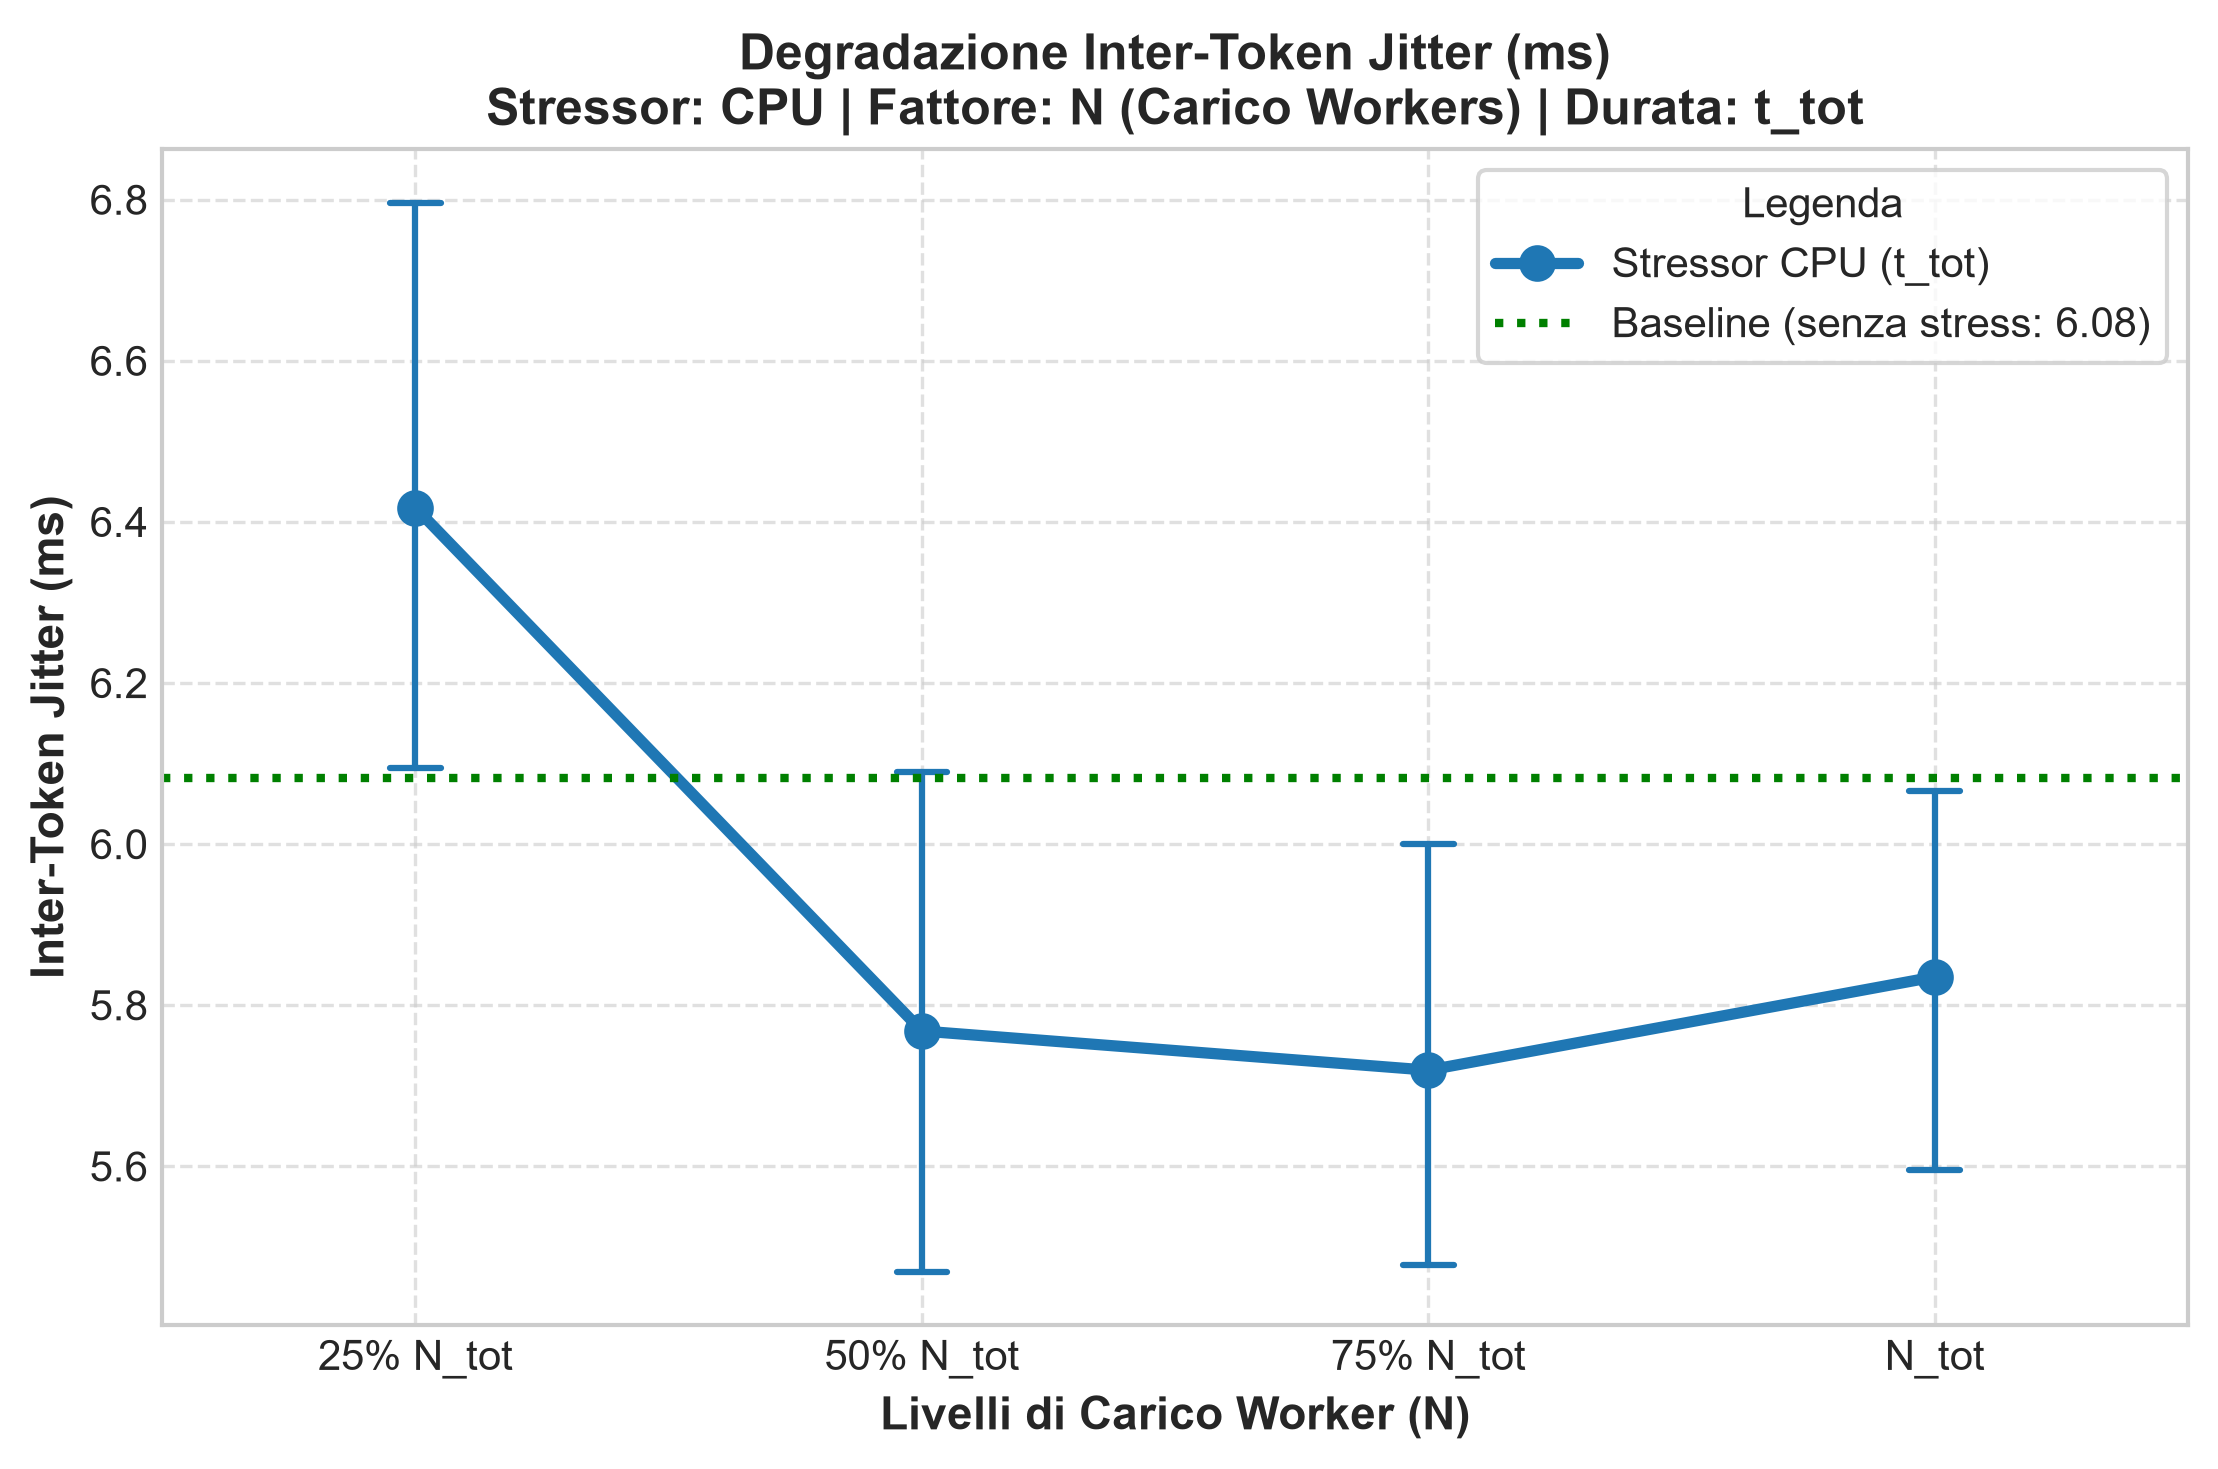 Degradazione Inter-Token Jitter (ms)
Stressor: CPU | Fattore: N (Carico Workers) | Durata: t_tot
Legenda
Stressor CPU (t_tot)
Baseline (senza stress: 6.08)
Inter-Token Jitter (ms)
6.8
6.6
6.4
6.2
6.0
5.8
5.6
25% N_tot
50% N_tot
75% N_tot
N_tot
Livelli di Carico Worker (N)